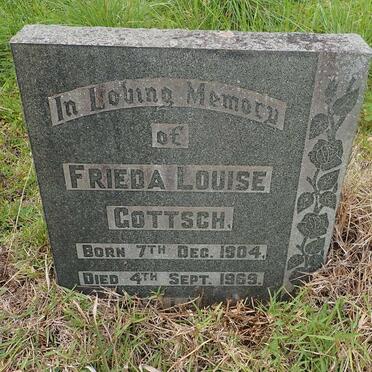 In Loving Memory
of
FRIEDA LOUISE
GOTTSCH.
BORN 7TH DEC. 1904.
DIED 4TH SEPT. 1969.